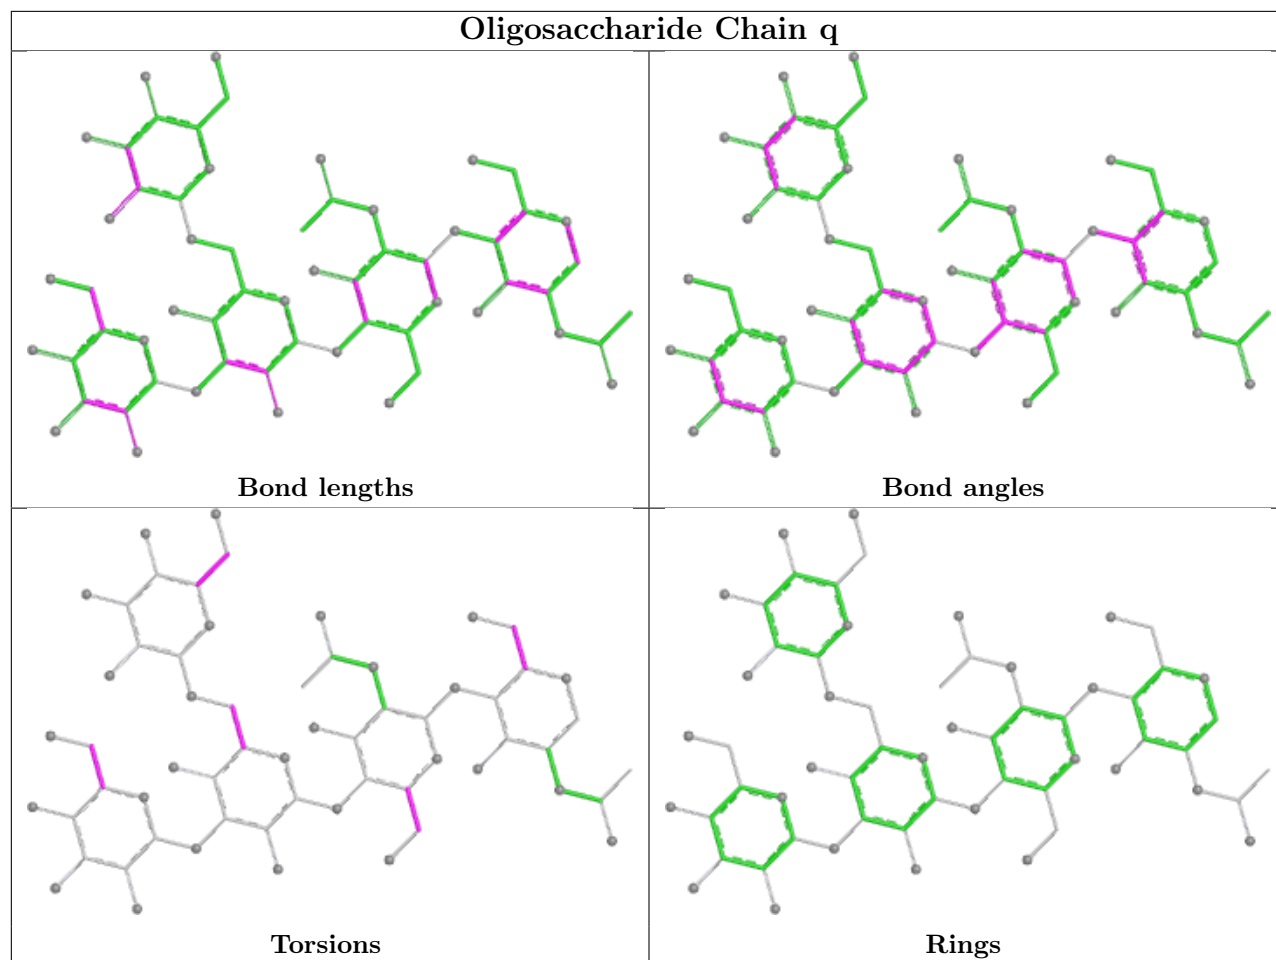 Oligosaccharide Chain q
Bond lengths
Bond angles
Torsions
Rings